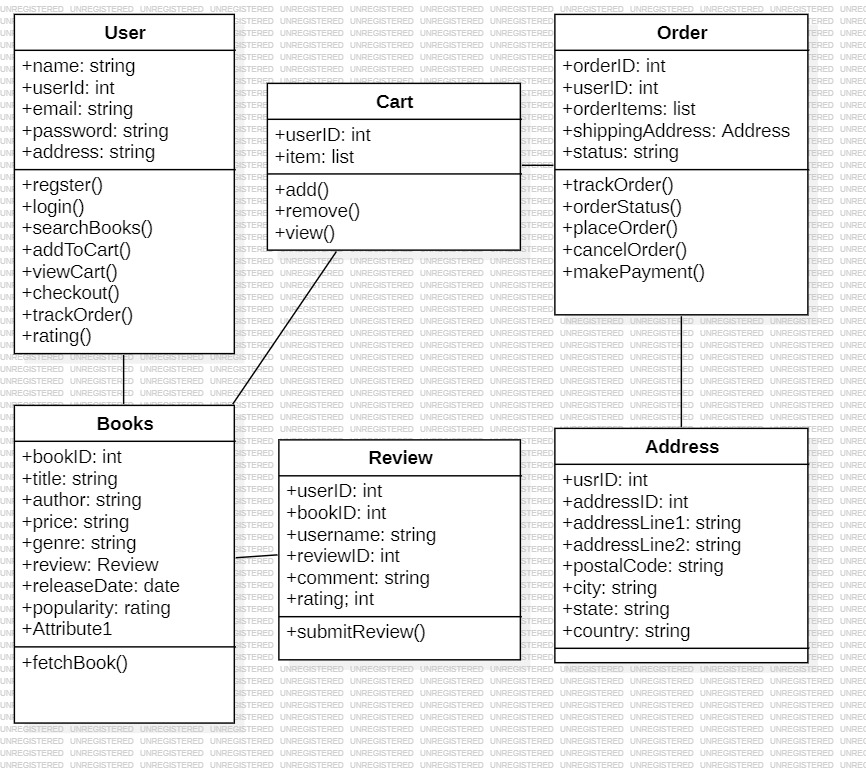 User
+name: string
+userId: int
+email: string
+password: string
+address: string
+regster()
+login()
+searchBooks()
+addToCart()
+viewCart()
+checkout()
+trackOrder()
+rating()
Cart
+userID: int
+item: list
+add()
+remove()
+view()
Order
+orderID: int
+userID: int
+orderItems: list
+shippingAddress: Address
+status: string
+trackOrder()
+orderStatus()
+placeOrder()
+cancelOrder()
+makePayment()
Books
+bookID: int
+title: string
+author: string
+price: string
+genre: string
+review: Review
+releaseDate: date
+popularity: rating
+Attribute1
+fetchBook()
Review
+userID: int
+bookID: int
+username: string
+reviewID: int
+comment: string
+rating; int
+submitReview()
Address
+usrID: int
+addressID: int
+addressLine1: string
+addressLine2: string
+postalCode: string
+city: string
+state: string
+country: string
UNREGISTERED